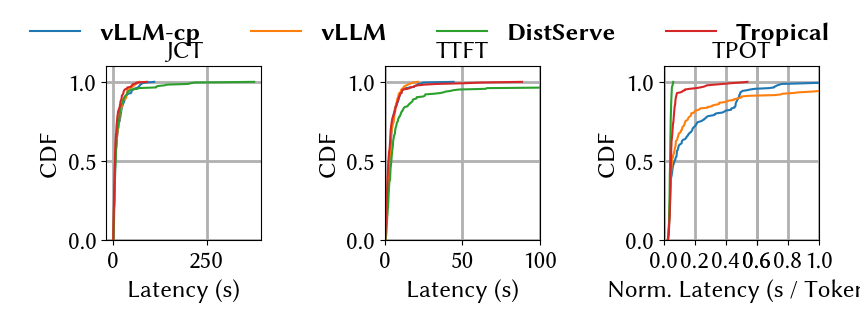 vLLM-cp vLLM DistServe Tropical
JCT TTFT TPOT
1.0 1.0 1.0
CDF CDF CDF
0.5 0.5 0.5
0.0 0.0 0.0
0 250 0 50 100 0.0 0.2 0.4 0.6 0.8 1.0
Latency (s) Latency (s) Norm. Latency (s / Token